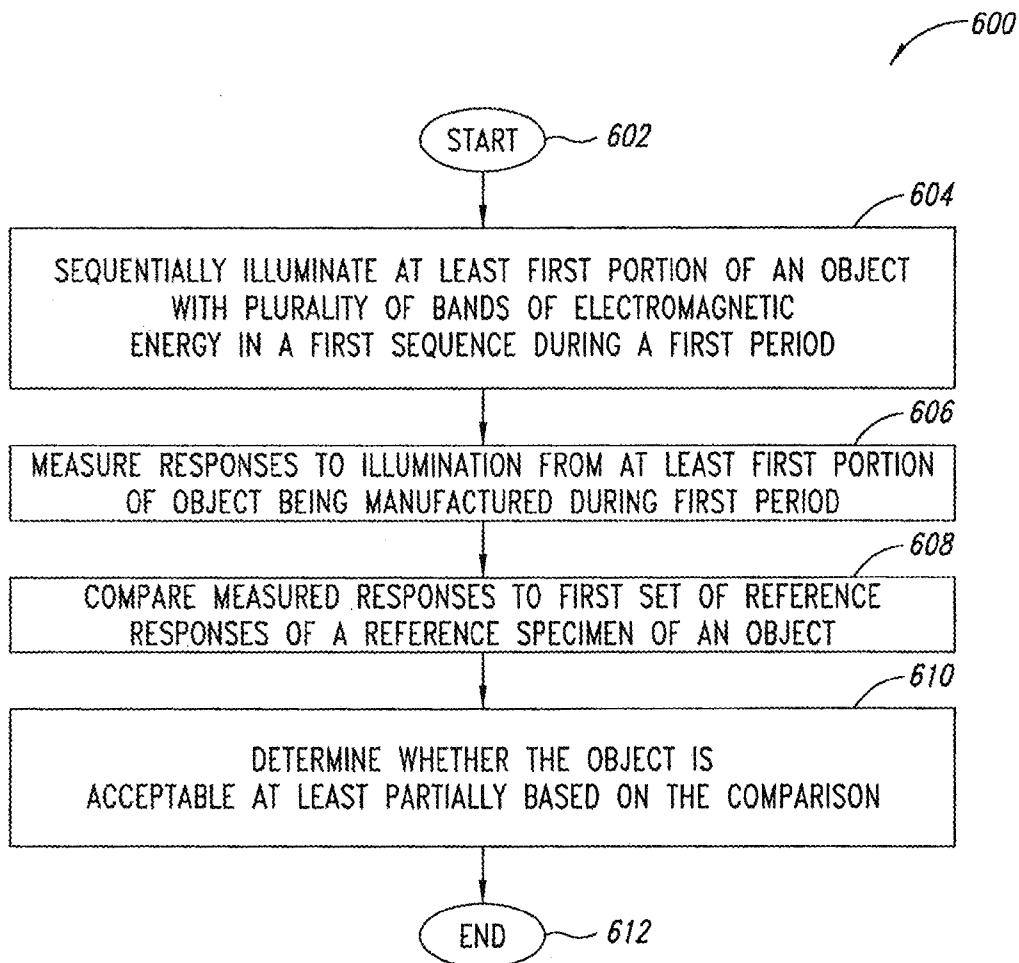 600
START
602
604
SEQUENTIALLY ILLUMINATE AT LEAST FIRST PORTION OF AN OBJECT
WITH PLURALITY OF BANDS OF ELECTROMAGNETIC
ENERGY IN A FIRST SEQUENCE DURING A FIRST PERIOD
606
MEASURE RESPONSES TO ILLUMINATION FROM AT LEAST FIRST PORTION
OF OBJECT BEING MANUFACTURED DURING FIRST PERIOD
608
COMPARE MEASURED RESPONSES TO FIRST SET OF REFERENCE
RESPONSES OF A REFERENCE SPECIMEN OF AN OBJECT
610
DETERMINE WHETHER THE OBJECT IS
ACCEPTABLE AT LEAST PARTIALLY BASED ON THE COMPARISON
END
612